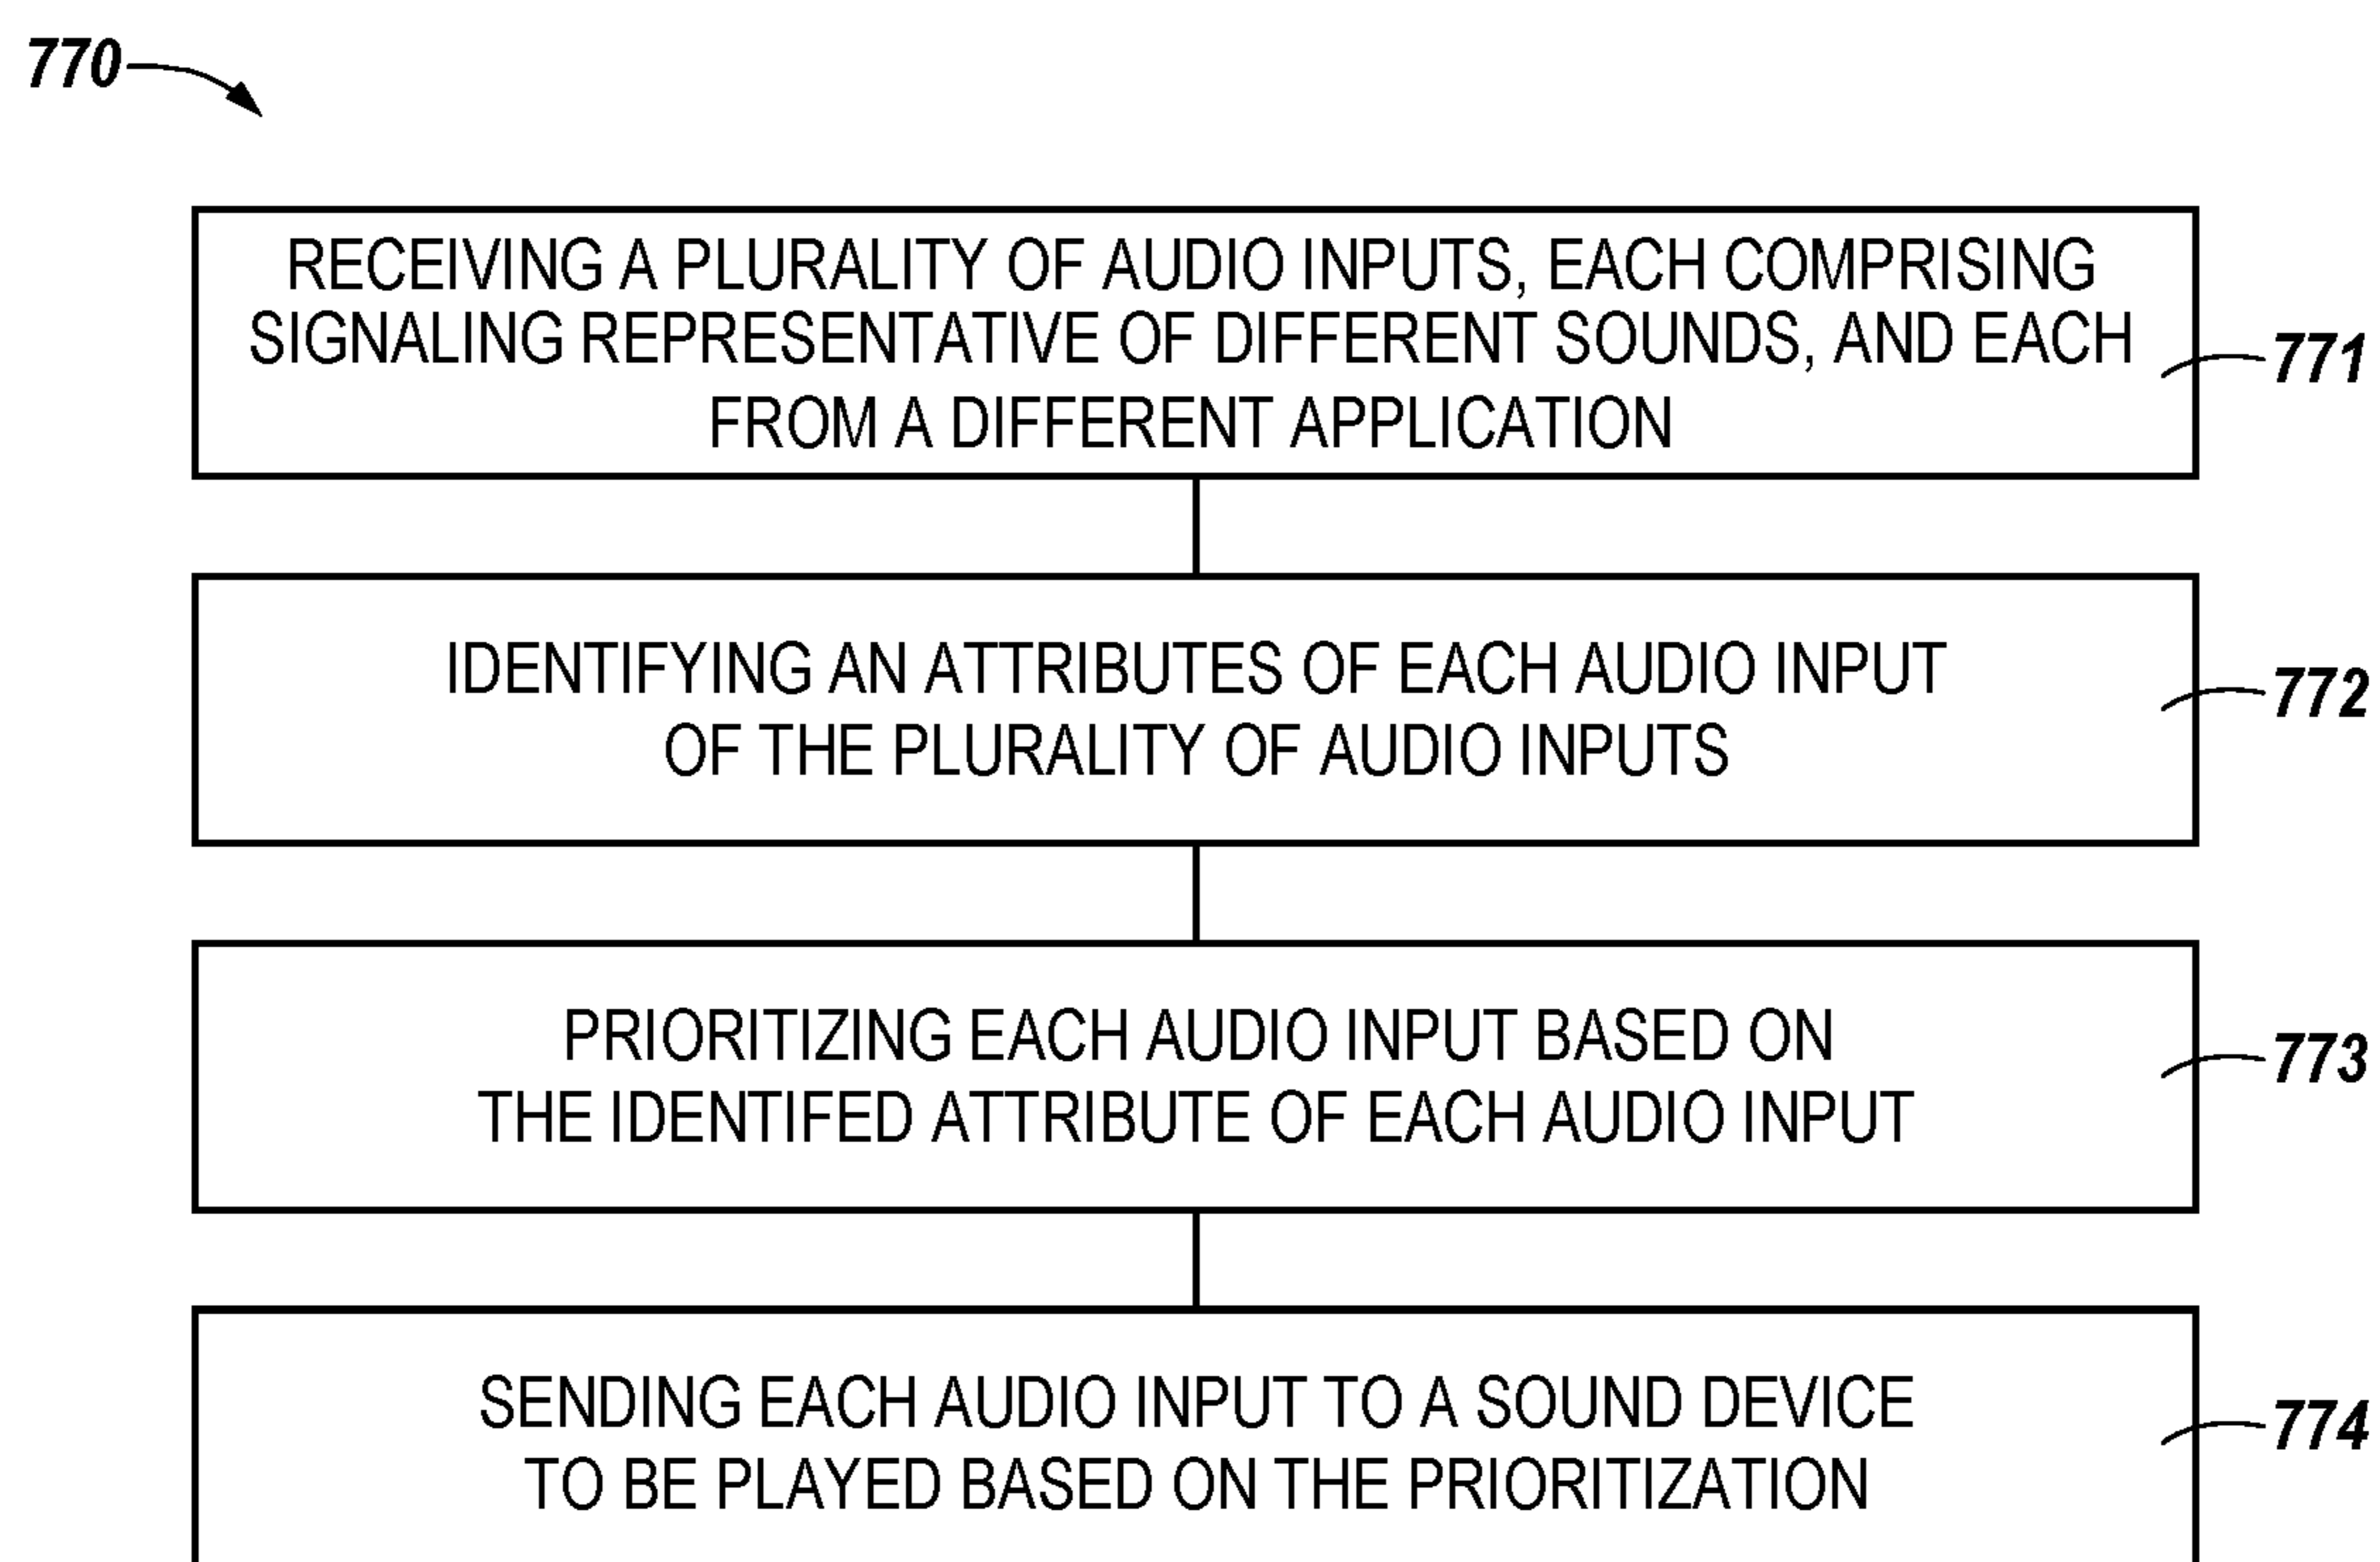 770
RECEIVING A PLURALITY OF AUDIO INPUTS, EACH COMPRISING
SIGNALING REPRESENTATIVE OF DIFFERENT SOUNDS, AND EACH
FROM A DIFFERENT APPLICATION
771
IDENTIFYING AN ATTRIBUTES OF EACH AUDIO INPUT
OF THE PLURALITY OF AUDIO INPUTS
772
PRIORITIZING EACH AUDIO INPUT BASED ON
THE IDENTIFED ATTRIBUTE OF EACH AUDIO INPUT
773
SENDING EACH AUDIO INPUT TO A SOUND DEVICE
TO BE PLAYED BASED ON THE PRIORITIZATION
774